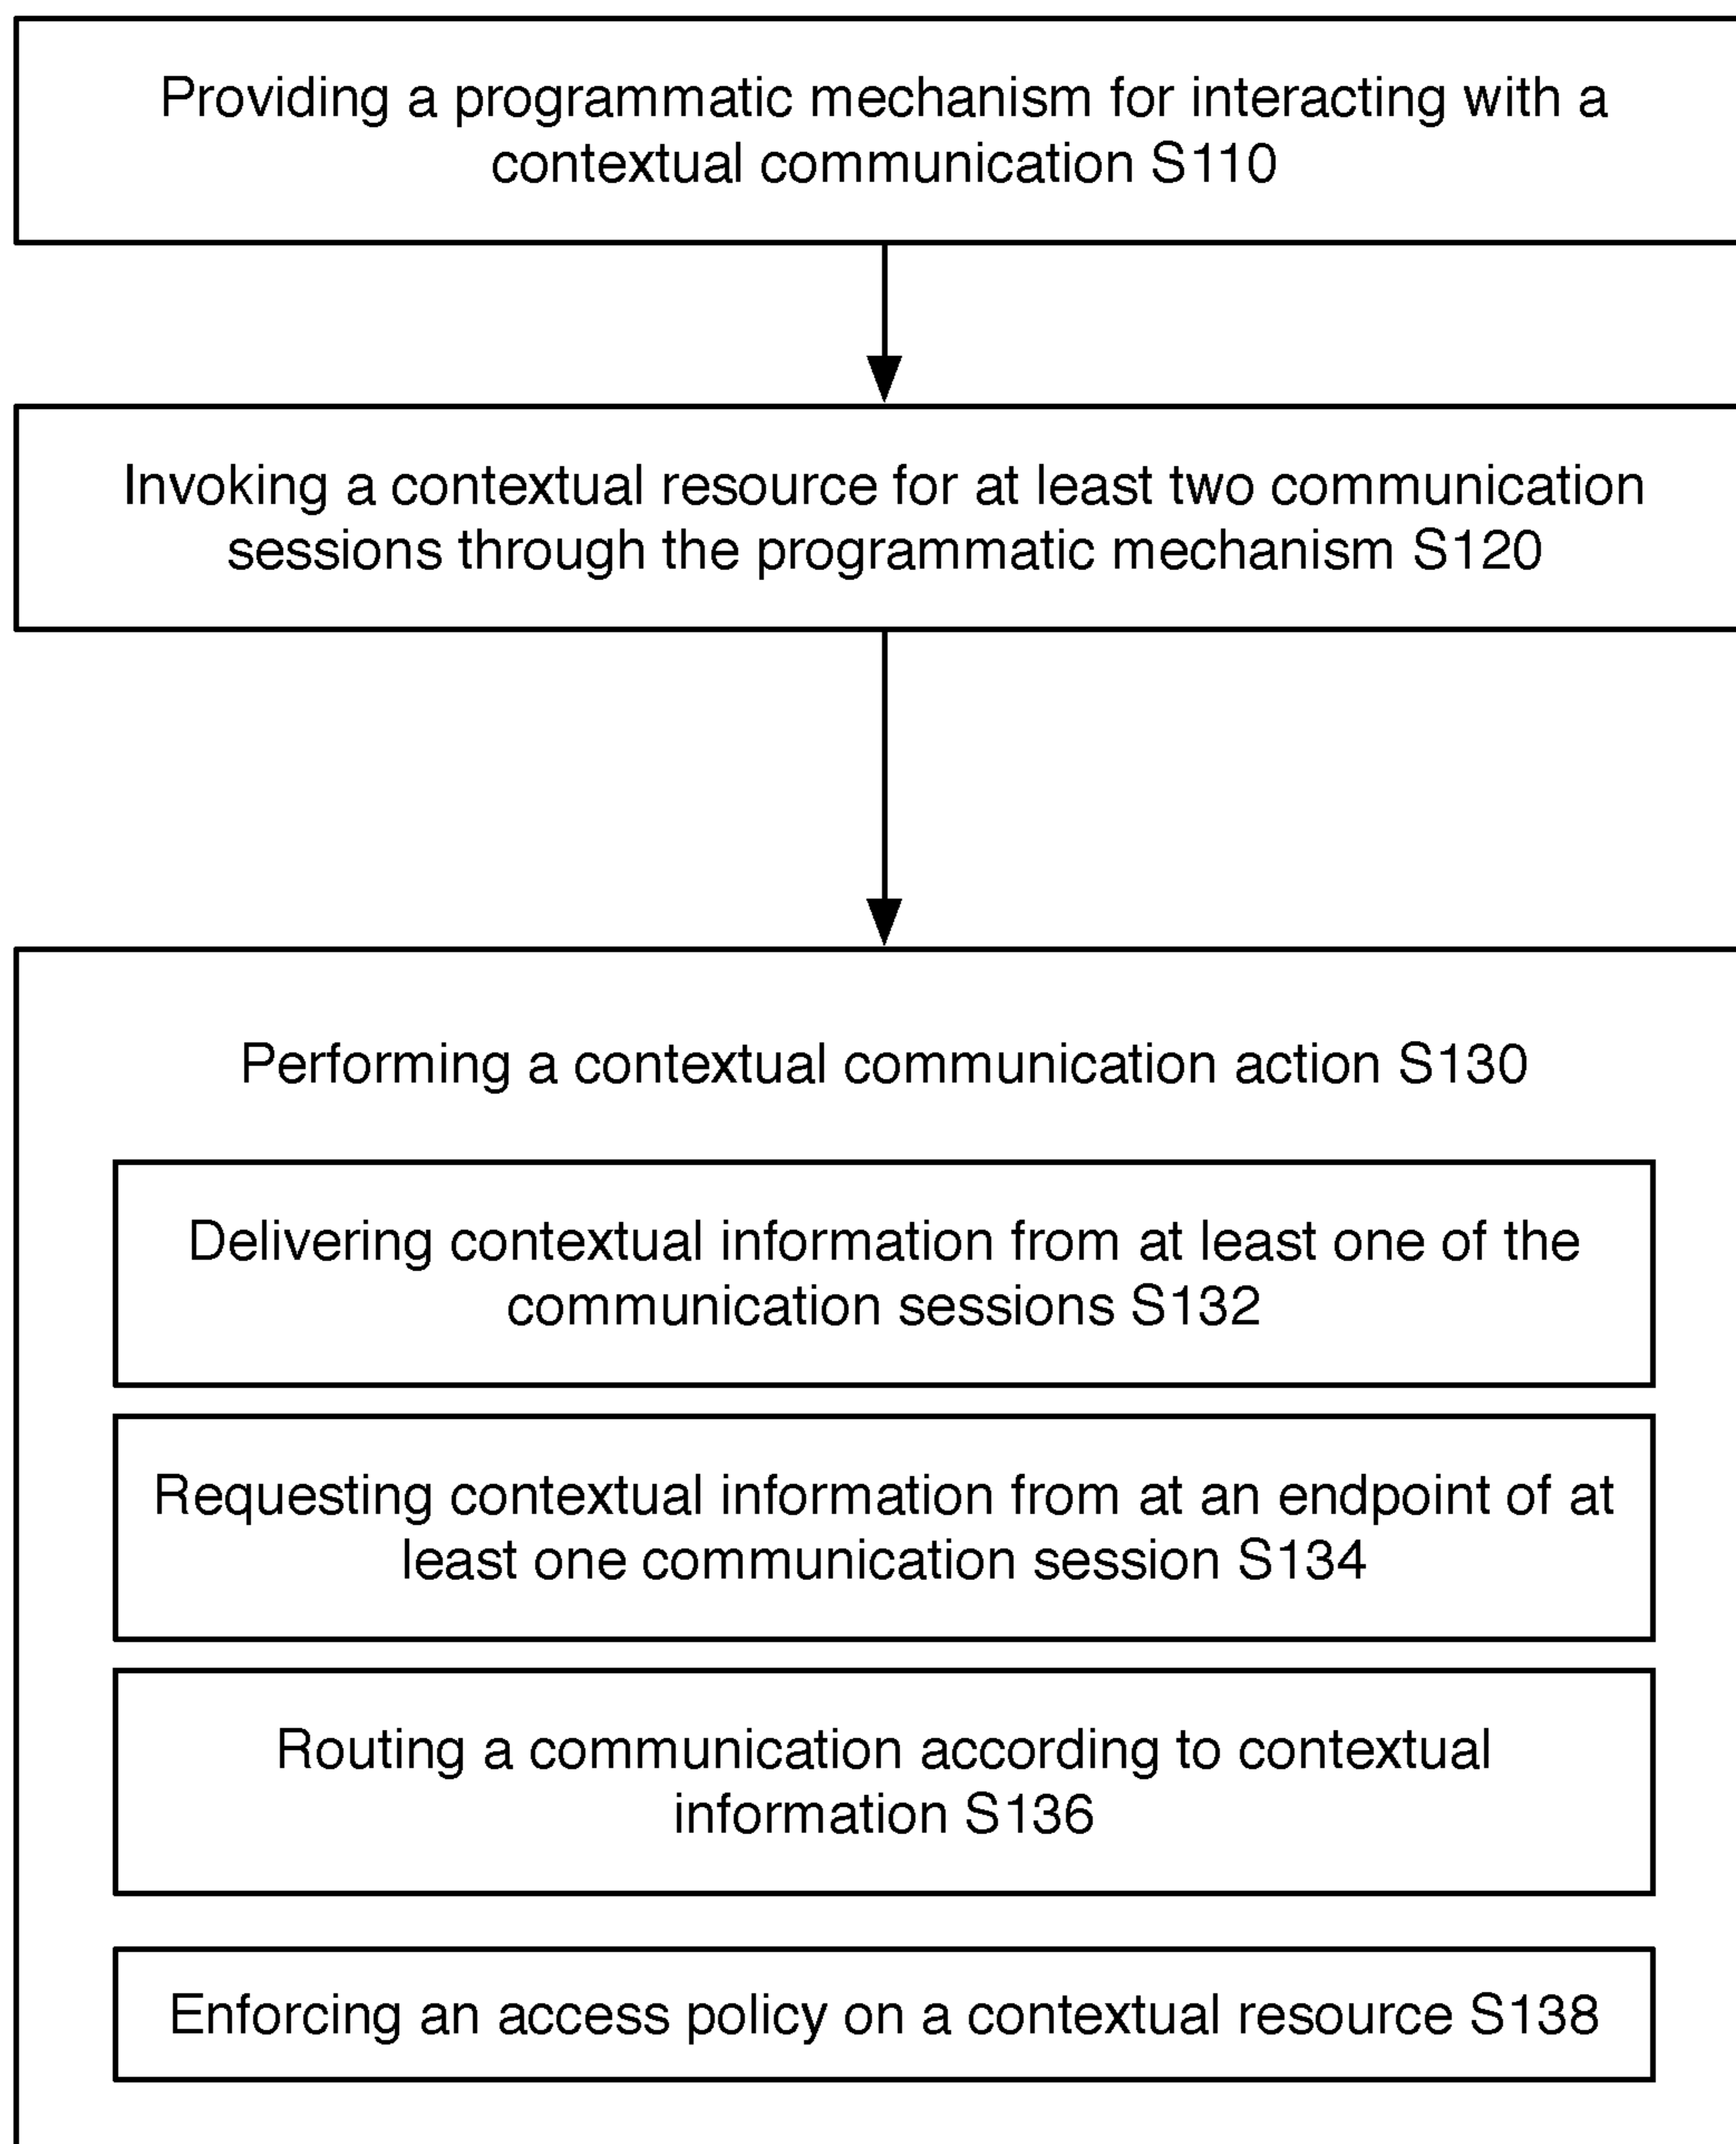 Providing a programmatic mechanism for interacting with a
contextual communication S110
Invoking a contextual resource for at least two communication
sessions through the programmatic mechanism S120
Performing a contextual communication action S130
Delivering contextual information from at least one of the
communication sessions S132
Requesting contextual information from at an endpoint of at
least one communication session S134
Routing a communication according to contextual
information S136
Enforcing an access policy on a contextual resource S138